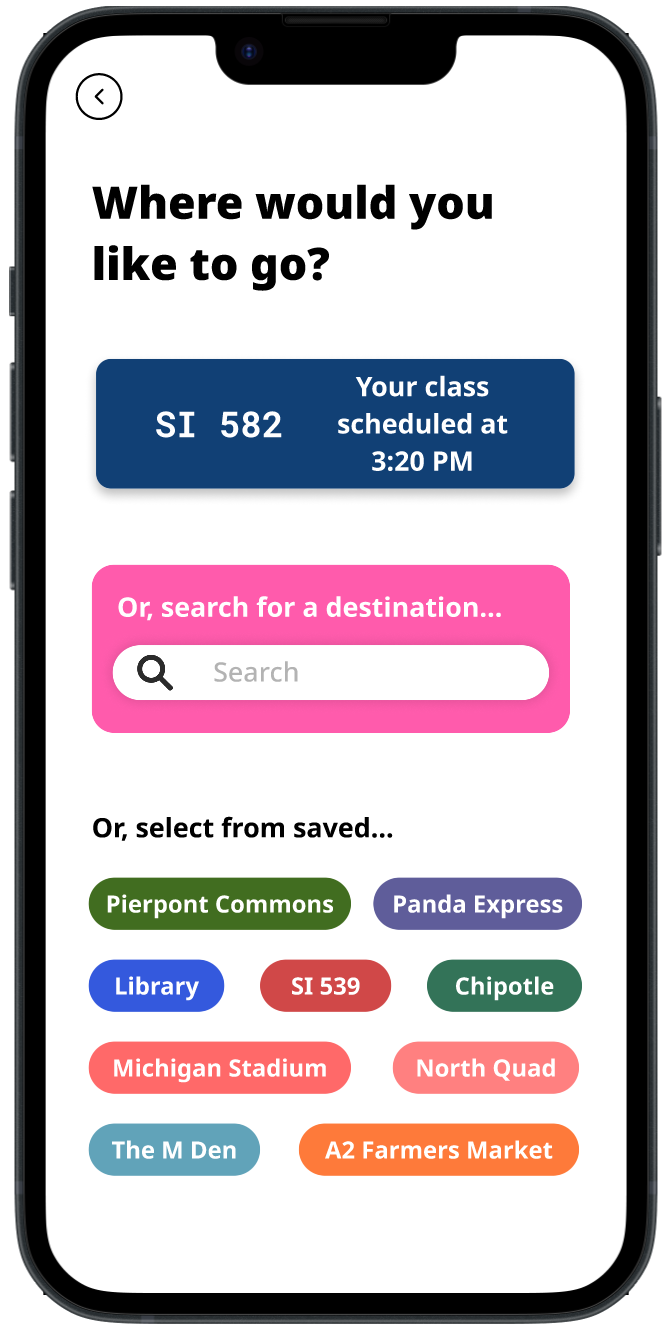 Where would you
like to go?
SI 582
Your class
scheduled at
3:20 PM
Or, search for a destination...
Search
Or, select from saved...
Pierpont Commons
Panda Express
Library
SI 539
Chipotle
Michigan Stadium
North Quad
The M Den
A2 Farmers Market